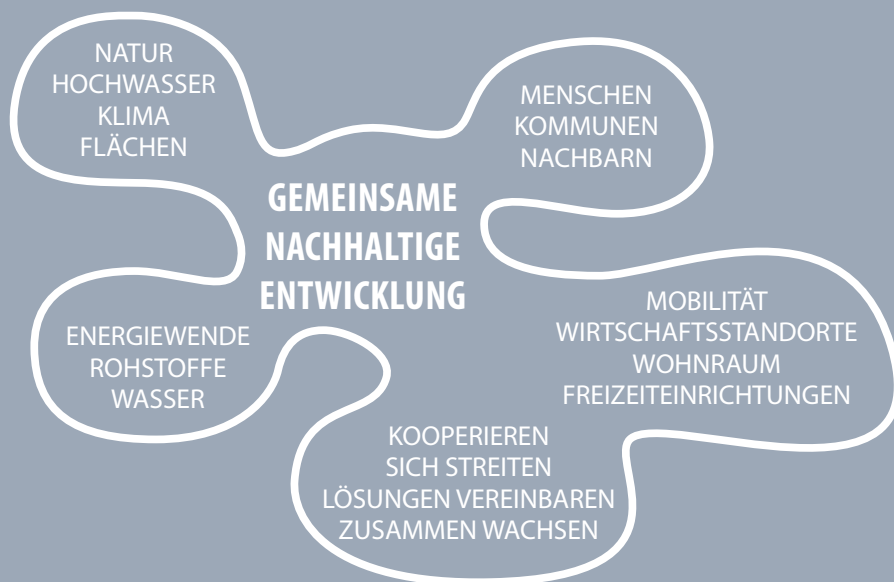 NATUR
HOCHWASSER
KLIMA
FLÄCHEN
MENSCHEN
KOMMUNEN
NACHBARN
GEMEINSAME
NACHHALTIGE
ENTWICKLUNG
ENERGIEWENDE
ROHSTOFFE
WASSER
MOBILITÄT
WIRTSCHAFTSSTANDORTE
WOHNRAUM
FREIZEITEINRICHTUNGEN
KOOPERIEREN
SICH STREITEN
LÖSUNGEN VEREINBAREN
ZUSAMMEN WACHSEN